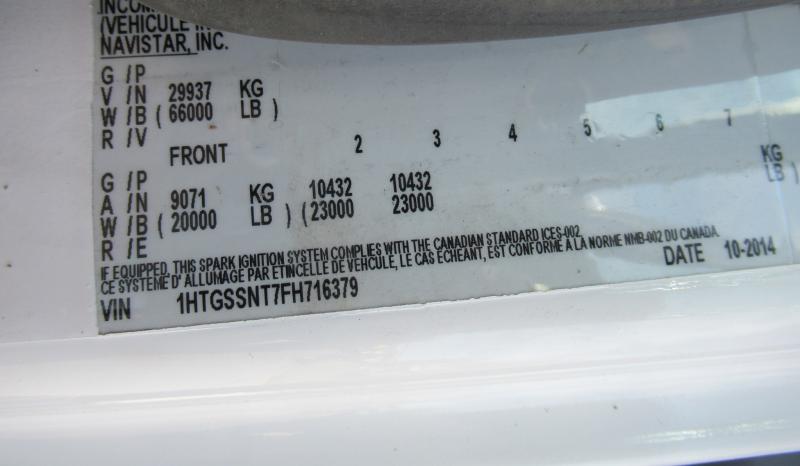 (VEHICULE
NAVISTAR, INC.
G /P
V /N 29937 KG
W /B ( 66000 LB )
R /V
FRONT 2 3 4 5 6 7
G /P
A /N 9071 KG 10432 10432 KG
W /B ( 20000 LB ) (23000 23000 LB )
R /E
IF EQUIPPED, THIS SPARK IGNITION SYSTEM COMPLIES WITH THE CANADIAN STANDARD ICES-002
CE SYSTEM D' ALLUMAGE PAR ETINCELLE DE VEHICULE, LE CAS ECHEANT, EST CONFORME A LA NORME NMB-002 DU CANADA.
VIN 1HTGSSNT7FH716379 DATE 10-2014